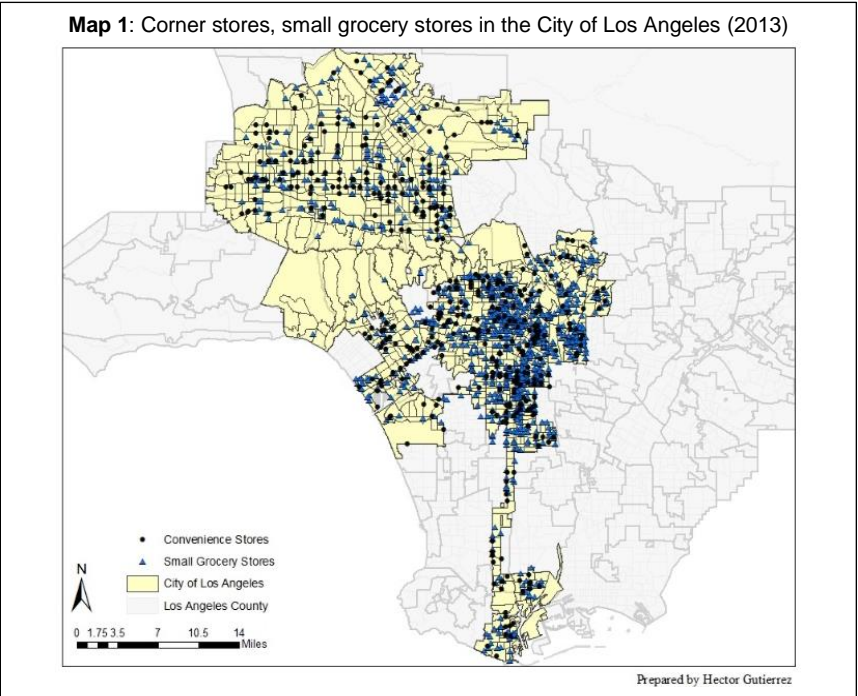 Map 1: Corner stores, small grocery stores in the City of Los Angeles (2013)
Convenience Stores
Small Grocery Stores
City of Los Angeles
Los Angeles County
N
0 1.75 3.5 7 10.5 14
Miles
Prepared by Hector Gutierrez